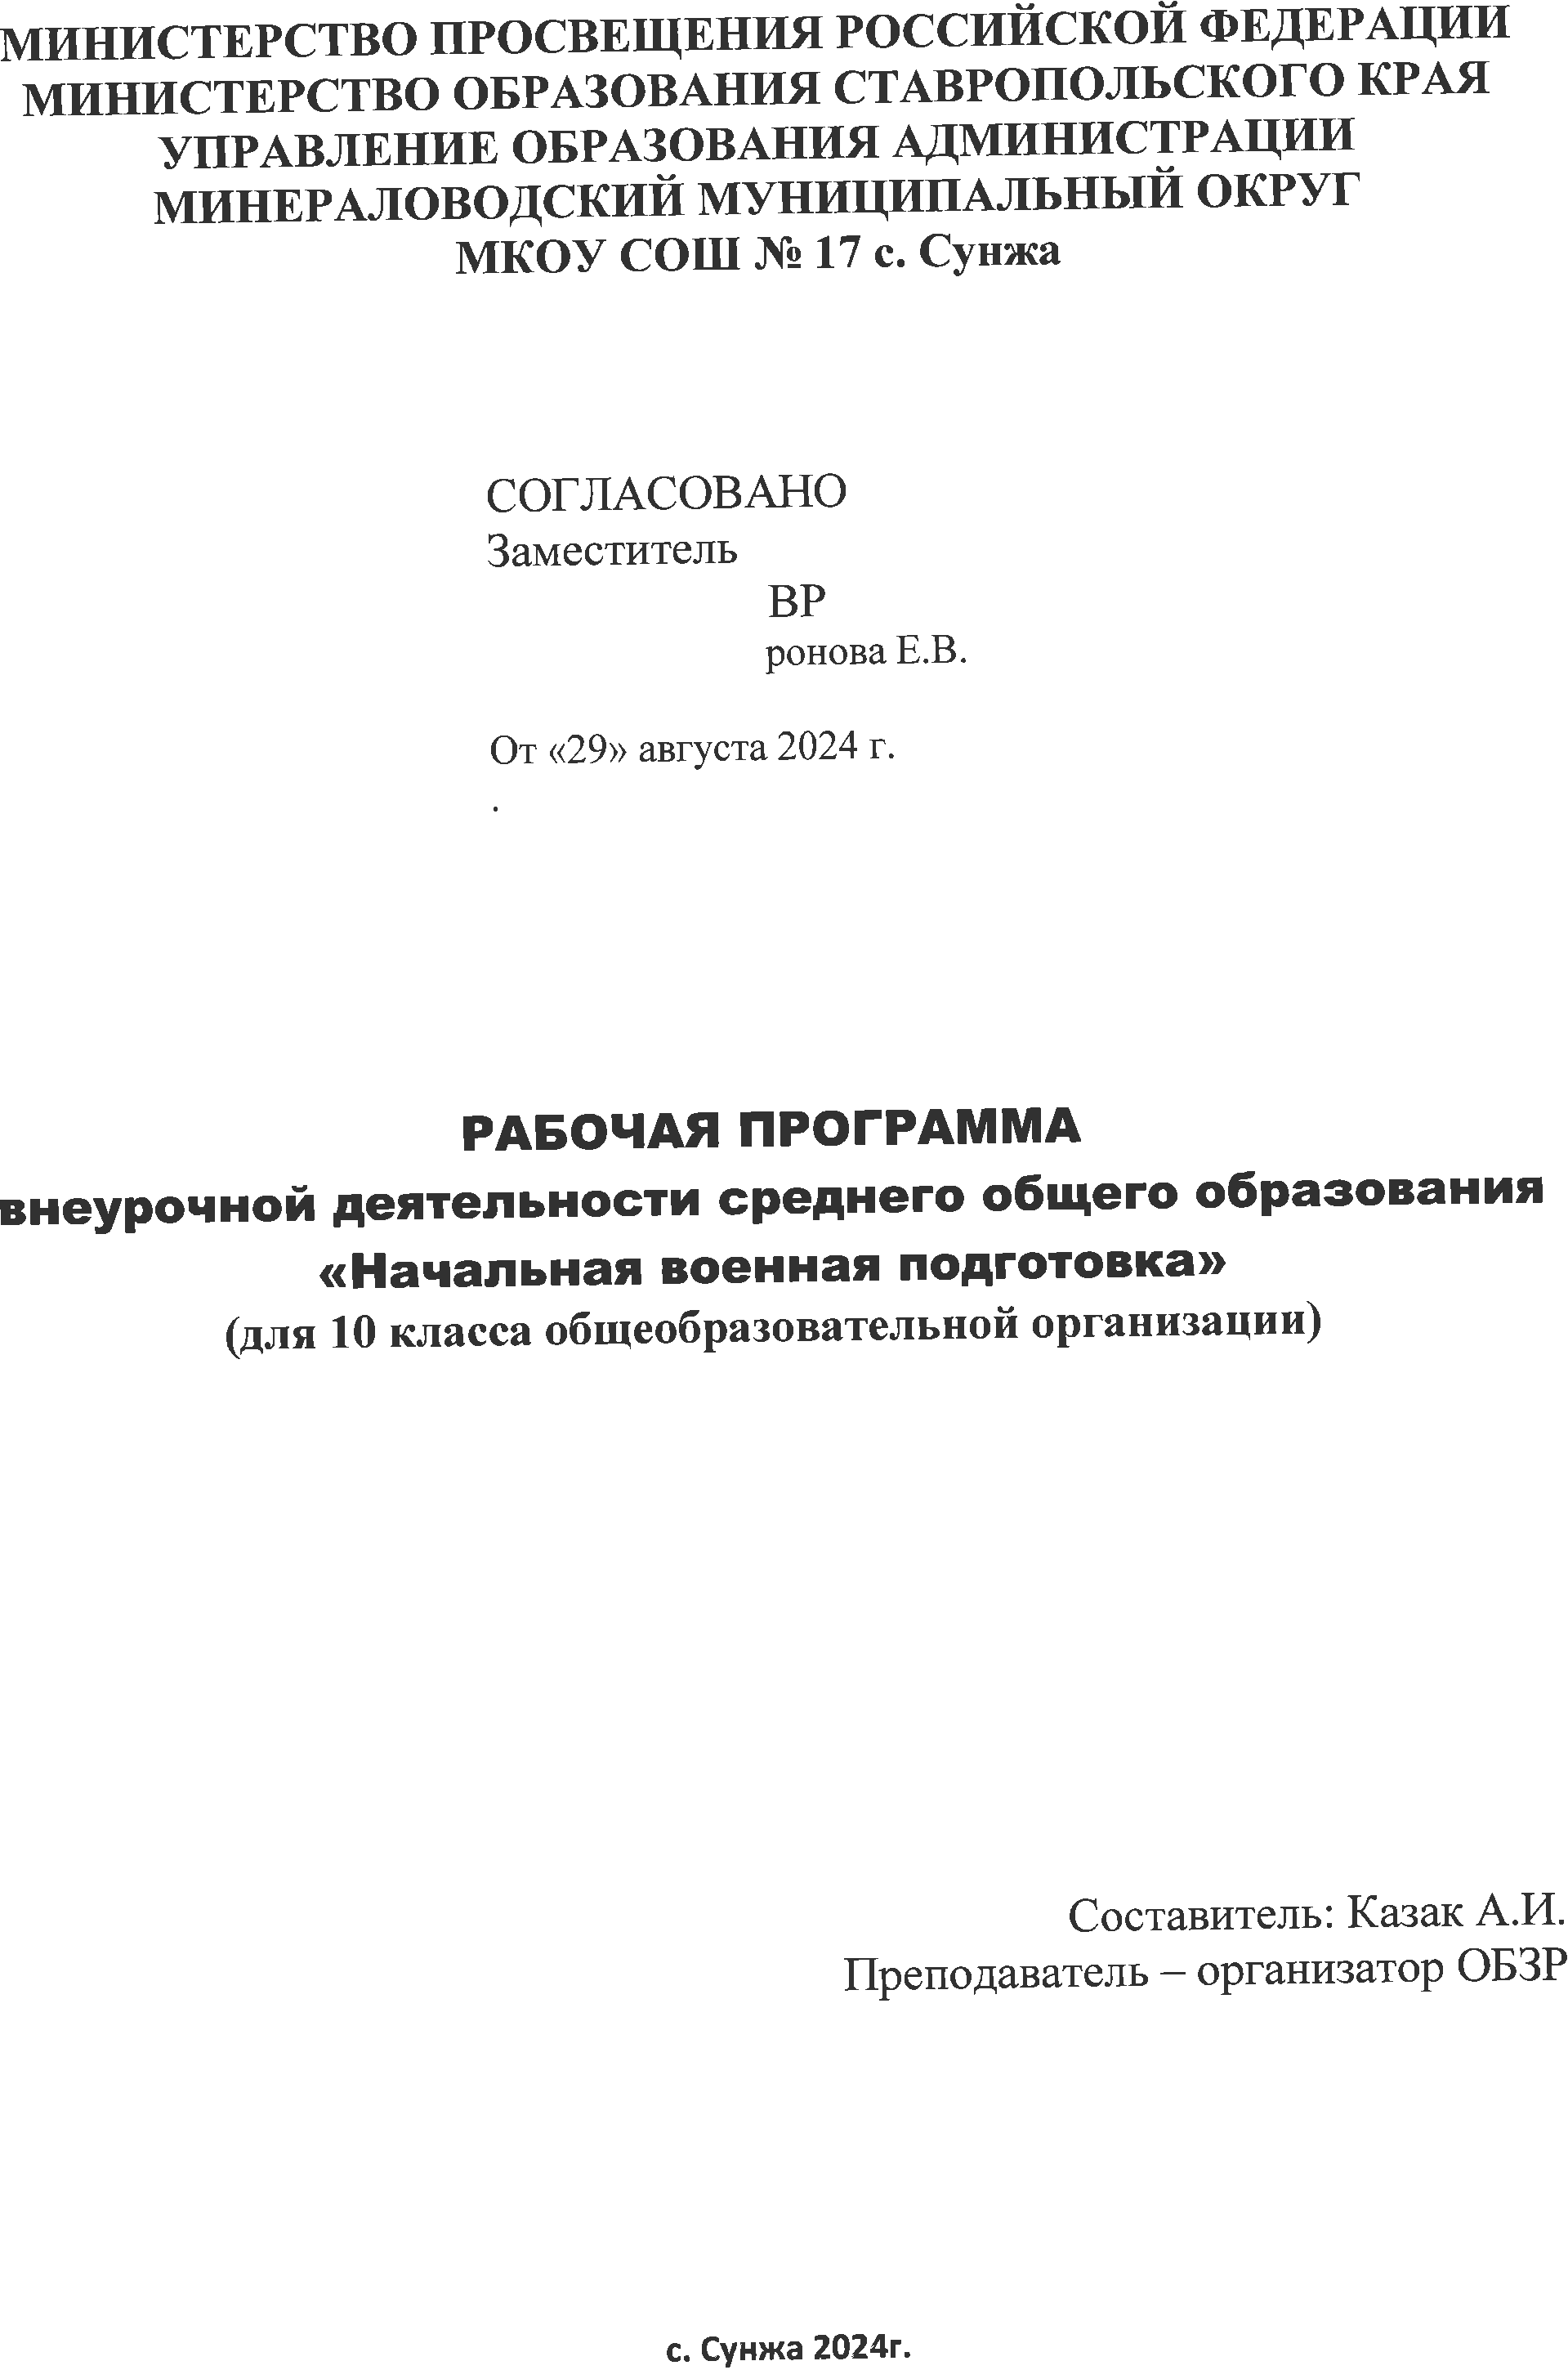 МИНИСТЕРСТВО ПРОСВЕЩЕНИЯ РОССИЙСКОЙ ФЕДЕРАЦИИ
МИНИСТЕРСТВО ОБРАЗОВАНИЯ СТАВРОПОЛЬСКОГО КРАЯ
УПРАВЛЕНИЕ ОБРАЗОВАНИЯ АДМИНИСТРАЦИИ
МИНЕРАЛОВОДСКИЙ МУНИЦИПАЛЬНЫЙ ОКРУГ
МКОУ СОШ № 17 с. Сунжа
СОГЛАСОВАНО
Заместитель
ВР
ронова Е.В.
От «29» августа 2024 г.
.
РАБОЧАЯ ПРОГРАММА
внеурочной деятельности среднего общего образования
«Начальная военная подготовка»
(для 10 класса общеобразовательной организации)
Составитель: Казак А.И.
Преподаватель – организатор ОБЗР
с. Сунжа 2024г.